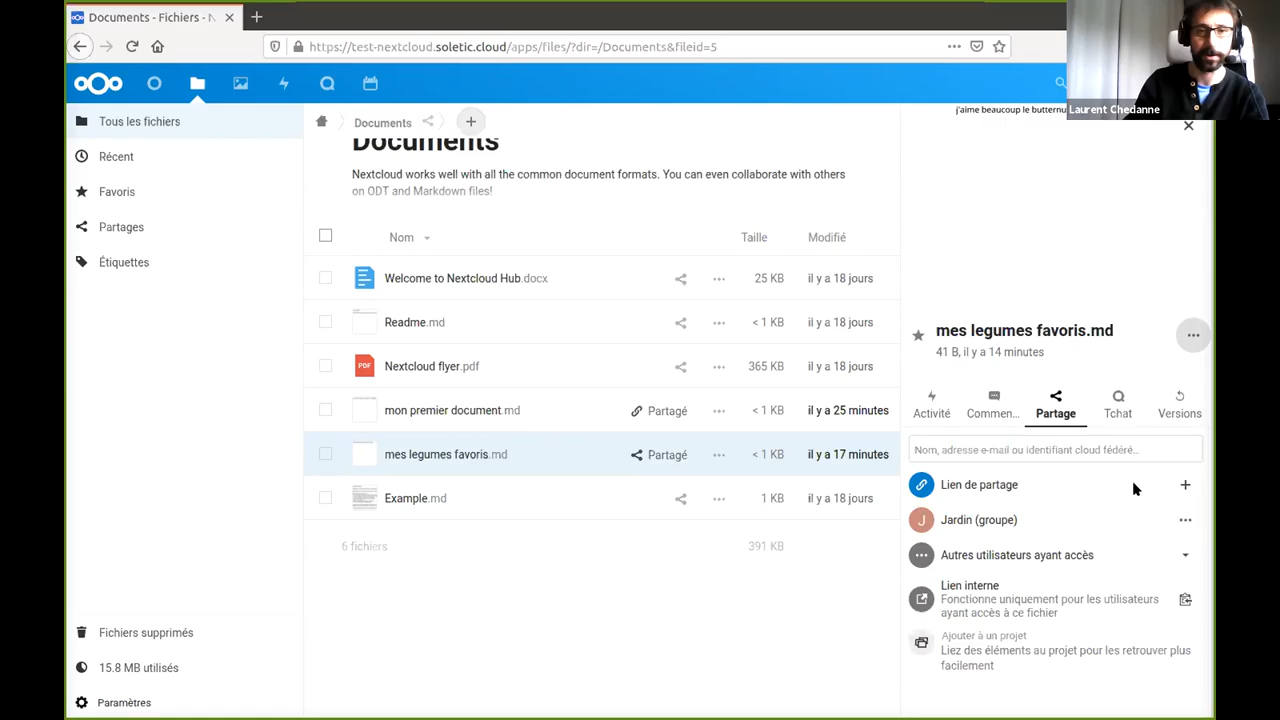 Documents - Fichiers - N
https://test-nextcloud.soletic.cloud/apps/files/?dir=/Documents&fileid=5
Laurent Chedanne
j'aime beaucoup le butternu
Tous les fichiers
Récent
Favoris
Partages
Étiquettes
Fichiers supprimés
15.8 MB utilisés
Paramètres
Documents
Documents
Nextcloud works well with all the common document formats. You can even collaborate with others
on ODT and Markdown files!
Nom Taille Modifié
Welcome to Nextcloud Hub.docx 25 KB il y a 18 jours
Readme.md < 1 KB il y a 18 jours
PDF Nextcloud flyer.pdf 365 KB il y a 18 jours
mon premier document.md Partagé < 1 KB il y a 25 minutes
mes legumes favoris.md Partagé < 1 KB il y a 17 minutes
Example.md 1 KB il y a 18 jours
6 fichiers 391 KB
mes legumes favoris.md
41 B, il y a 14 minutes
Activité Commen... Partage Tchat Versions
Nom, adresse e-mail ou identifiant cloud fédéré...
Lien de partage
J Jardin (groupe)
Autres utilisateurs ayant accès
Lien interne
Fonctionne uniquement pour les utilisateurs
ayant accès à ce fichier
Ajouter à un projet
Liez des éléments au projet pour les retrouver plus
facilement